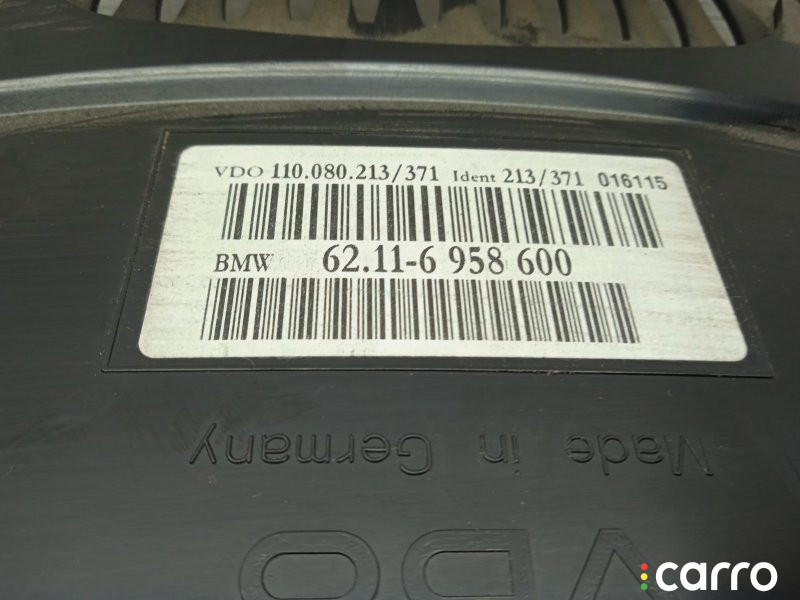 VDO 110.080.213/371 Ident 213/371 016115
BMW 62.11-6 958 600
Made in Germany
VDO
carro